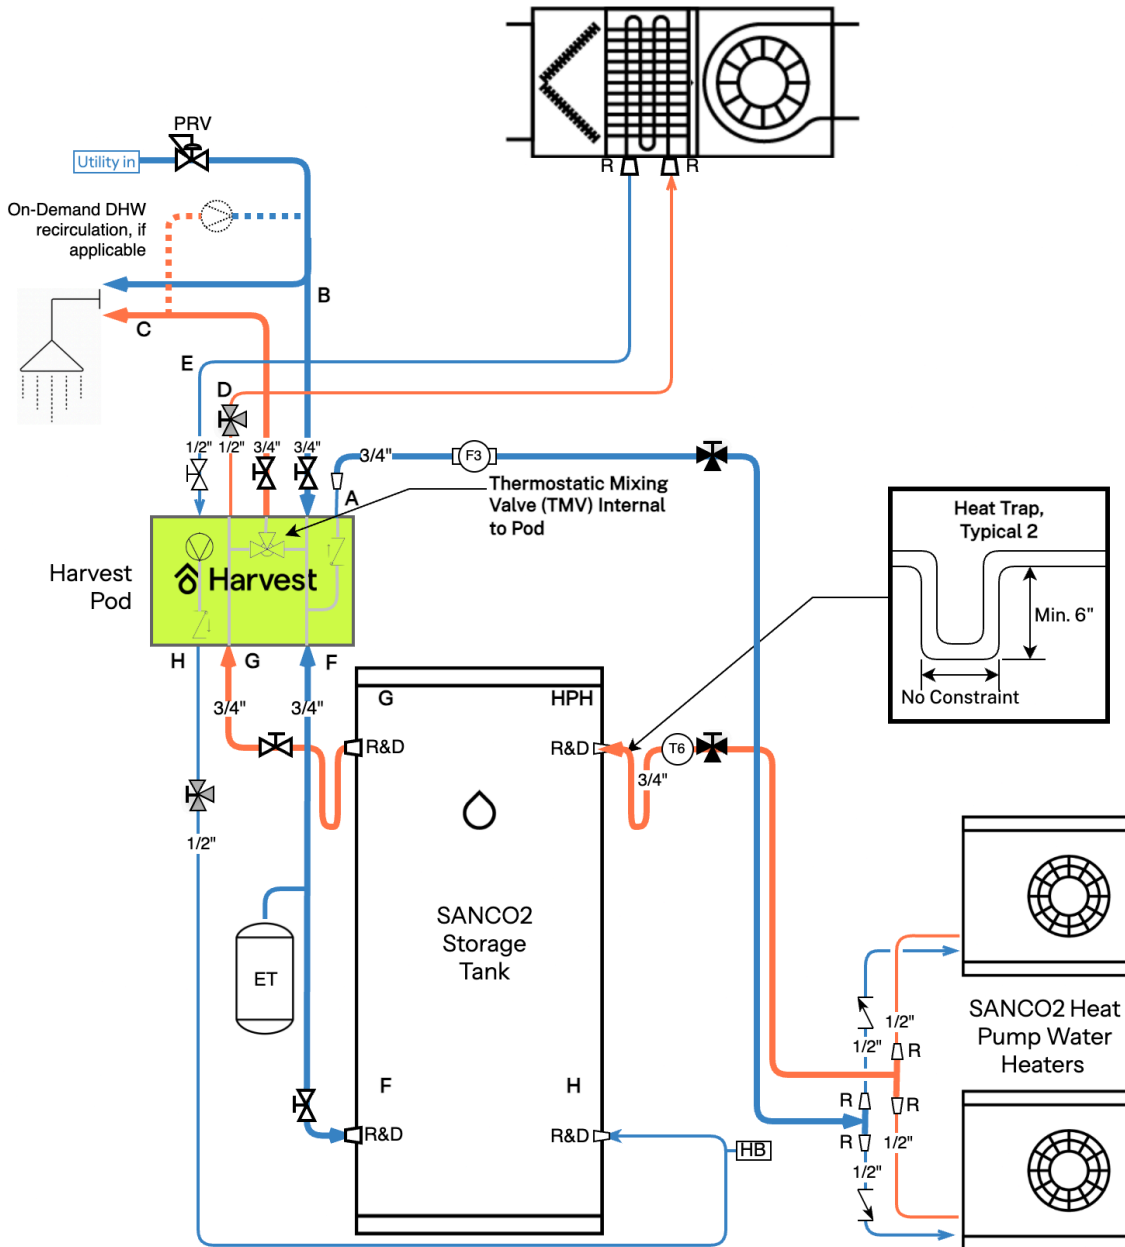 PRV
Utility in
R
R
On-Demand DHW
recirculation, if
applicable
B
C
E
D
1/2"
1/2"
3/4"
3/4"
3/4"
F3
A
Thermostatic Mixing
Valve (TMV) Internal
to Pod
Heat Trap,
Typical 2
Min. 6"
No Constraint
Harvest
Pod
Harvest
H
G
F
3/4"
3/4"
G
HPH
R&D
R&D
T6
3/4"
1/2"
SANCO2
Storage
Tank
ET
SANCO2 Heat
Pump Water
Heaters
1/2"
1/2"
R
R
R
R
1/2"
1/2"
F
H
R&D
R&D
HB